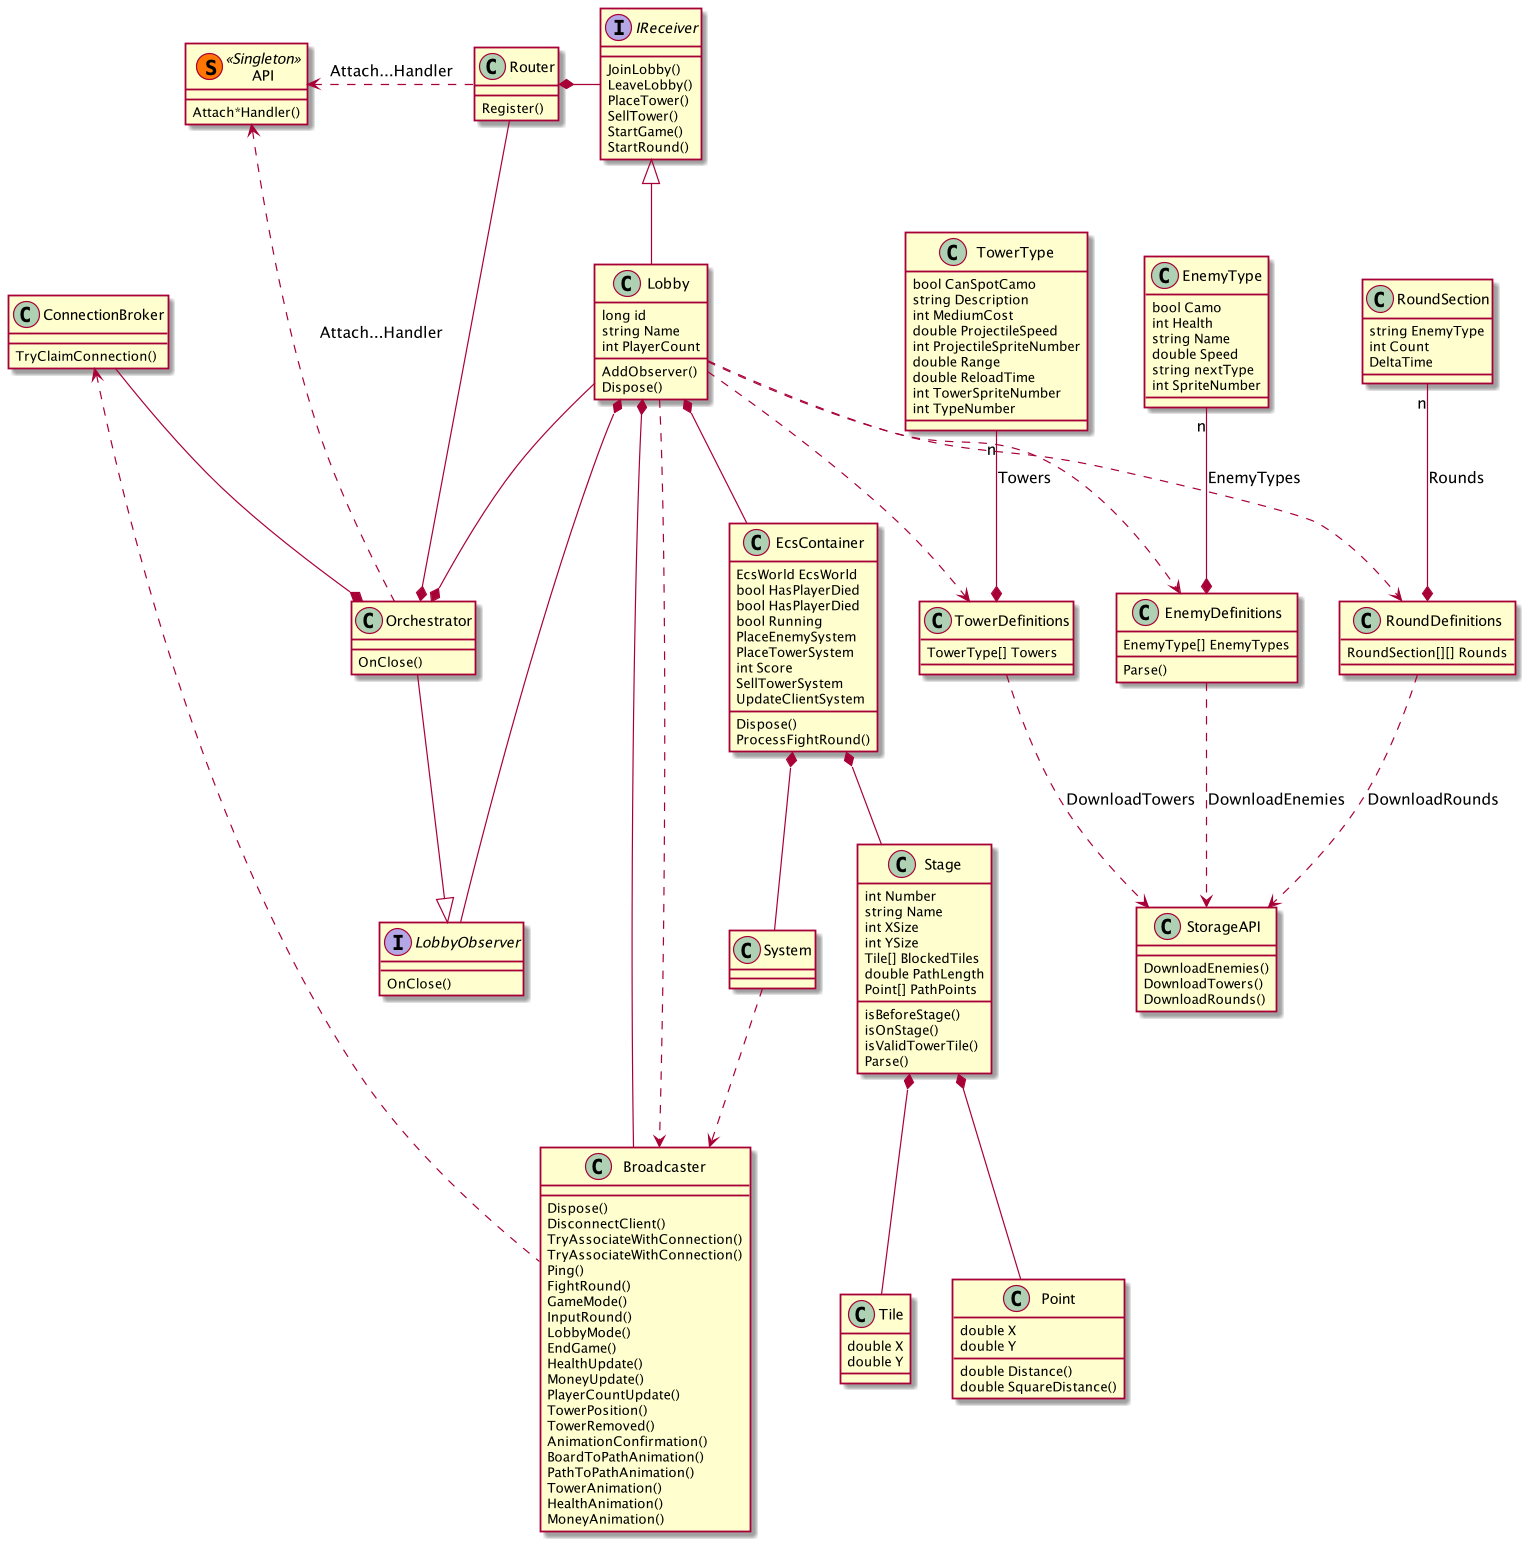 I IReceiver
JoinLobby()
LeaveLobby()
PlaceTower()
SellTower()
StartGame()
StartRound()
S «Singleton»
API
Attach*Handler()
Attach...Handler
C Router
Register()
C TowerType
bool CanSpotCamo
string Description
int MediumCost
double ProjectileSpeed
int ProjectileSpriteNumber
double Range
double ReloadTime
int TowerSpriteNumber
int TypeNumber
C EnemyType
bool Camo
int Health
string Name
double Speed
string nextType
int SpriteNumber
C RoundSection
string EnemyType
int Count
DeltaTime
C Lobby
long id
string Name
int PlayerCount
AddObserver()
Dispose()
C ConnectionBroker
TryClaimConnection()
Attach...Handler
n
Towers
n
EnemyTypes
n
Rounds
C EcsContainer
EcsWorld EcsWorld
bool HasPlayerDied
bool HasPlayerDied
bool Running
PlaceEnemySystem
PlaceTowerSystem
int Score
SellTowerSystem
UpdateClientSystem
Dispose()
ProcessFightRound()
C Orchestrator
OnClose()
C TowerDefinitions
TowerType[] Towers
C EnemyDefinitions
EnemyType[] EnemyTypes
Parse()
C RoundDefinitions
RoundSection[][] Rounds
DownloadTowers
DownloadEnemies
DownloadRounds
C Stage
int Number
string Name
int XSize
int YSize
Tile[] BlockedTiles
double PathLength
Point[] PathPoints
isBeforeStage()
isOnStage()
isValidTowerTile()
Parse()
I LobbyObserver
OnClose()
C System
C StorageAPI
DownloadEnemies()
DownloadTowers()
DownloadRounds()
C Broadcaster
Dispose()
DisconnectClient()
TryAssociateWithConnection()
TryAssociateWithConnection()
Ping()
FightRound()
GameMode()
InputRound()
LobbyMode()
EndGame()
HealthUpdate()
MoneyUpdate()
PlayerCountUpdate()
TowerPosition()
TowerRemoved()
AnimationConfirmation()
BoardToPathAnimation()
PathToPathAnimation()
TowerAnimation()
HealthAnimation()
MoneyAnimation()
C Tile
double X
double Y
C Point
double X
double Y
double Distance()
double SquareDistance()